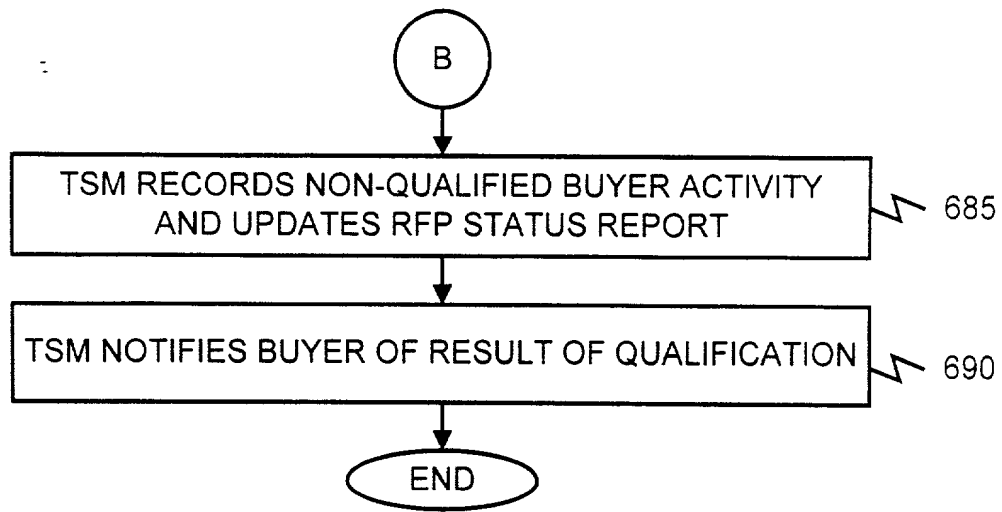 B
TSM RECORDS NON-QUALIFIED BUYER ACTIVITY
AND UPDATES RFP STATUS REPORT
685
TSM NOTIFIES BUYER OF RESULT OF QUALIFICATION
690
END